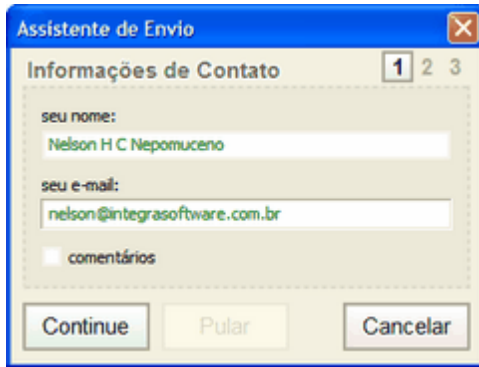 Assistente de Envio
Informações de Contato 1 2 3
seu nome:
Nelson H C Nepomuceno
seu e-mail:
nelson@integrasoftware.com.br
comentários
Continue Pular Cancelar